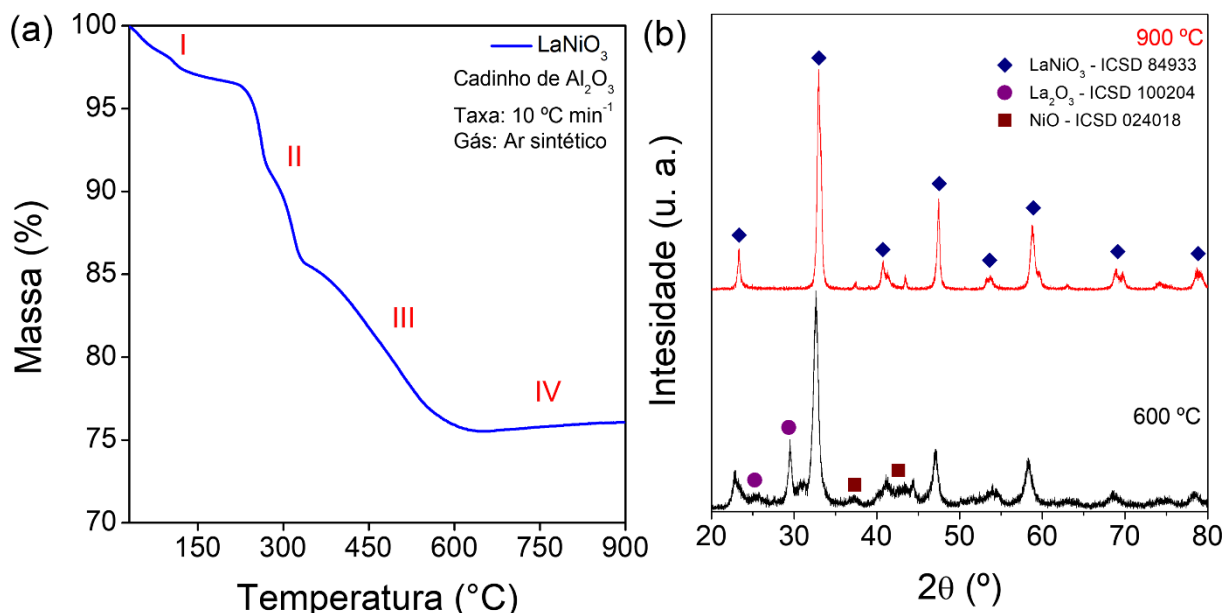 (a)
100
95
90
85
80
75
70
Massa (%)
I
II
III
IV
LaNiO₃
Cadinho de Al₂O₃
Taxa: 10 ºC min⁻¹
Gás: Ar sintético
150 300 450 600 750 900
Temperatura (°C)
(b)
900 ºC
LaNiO₃ - ICSD 84933
La₂O₃ - ICSD 100204
NiO - ICSD 024018
600 ºC
Intesidade (u. a.)
20 30 40 50 60 70 80
2θ (º)